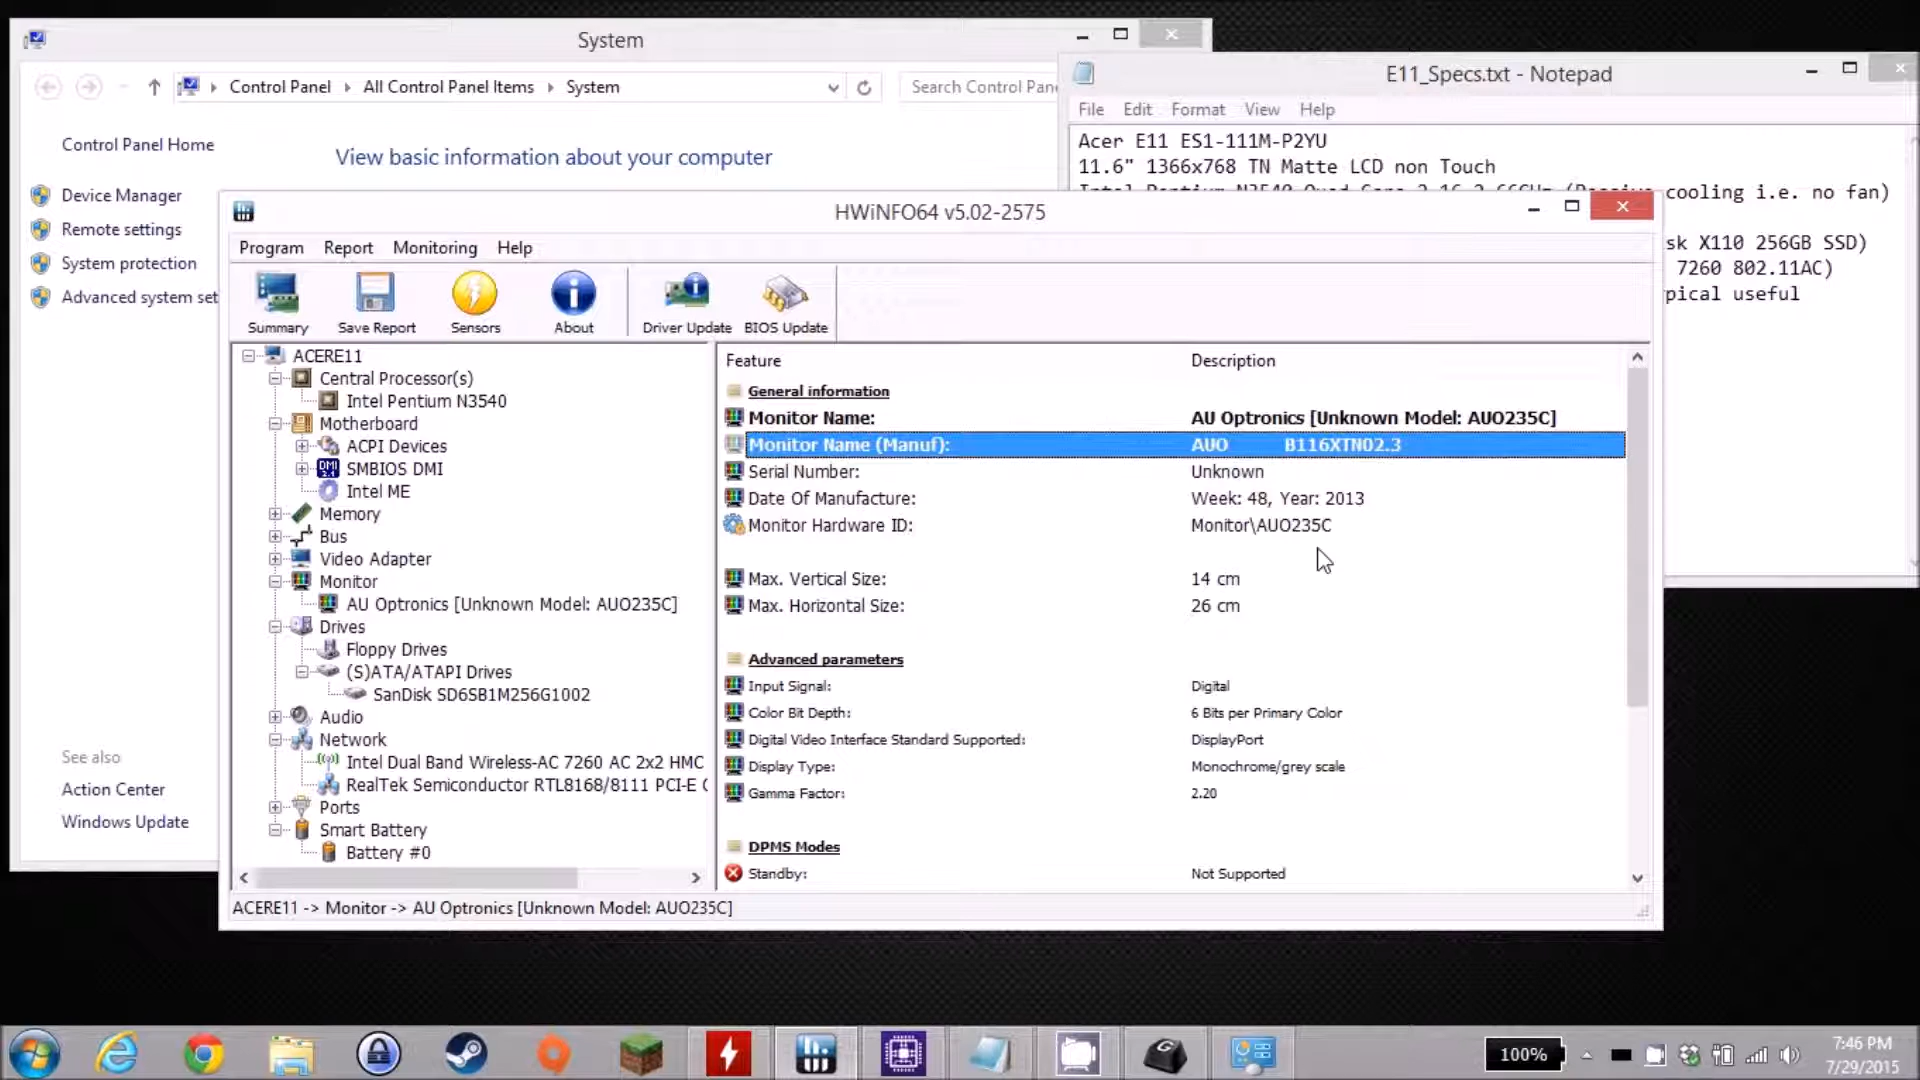 System
Control Panel
All Control Panel Items
System
Search Control Pan
Control Panel Home
Device Manager
Remote settings
System protection
Advanced system set
View basic information about your computer
See also
Action Center
Windows Update
E11_Specs.txt - Notepad
File Edit Format View Help
Acer E11 ES1-111M-P2YU
11.6" 1366x768 TN Matte LCD non Touch
Intel Pentium N3540 Quad Core 2.16-2.66GHz (Passive cooling i.e. no fan)
sk X110 256GB SSD)
7260 802.11AC)
pical useful
HWiNFO64 v5.02-2575
Program Report Monitoring Help
Summary Save Report Sensors About Driver Update BIOS Update
ACERE11
Central Processor(s)
Intel Pentium N3540
Motherboard
ACPI Devices
SMBIOS DMI
Intel ME
Memory
Bus
Video Adapter
Monitor
AU Optronics [Unknown Model: AUO235C]
Drives
Floppy Drives
(S)ATA/ATAPI Drives
SanDisk SD6SB1M256G1002
Audio
Network
Intel Dual Band Wireless-AC 7260 AC 2x2 HMC
RealTek Semiconductor RTL8168/8111 PCI-E G
Ports
Smart Battery
Battery #0
Feature Description
General information
Monitor Name: AU Optronics [Unknown Model: AUO235C]
Monitor Name (Manuf): AUO B116XTN02.3
Serial Number: Unknown
Date Of Manufacture: Week: 48, Year: 2013
Monitor Hardware ID: Monitor\AUO235C
Max. Vertical Size: 14 cm
Max. Horizontal Size: 26 cm
Advanced parameters
Input Signal: Digital
Color Bit Depth: 6 Bits per Primary Color
Digital Video Interface Standard Supported: DisplayPort
Display Type: Monochrome/grey scale
Gamma Factor: 2.20
DPMS Modes
Standby: Not Supported
ACERE11 -> Monitor -> AU Optronics [Unknown Model: AUO235C]
100%
7:46 PM
7/29/2015